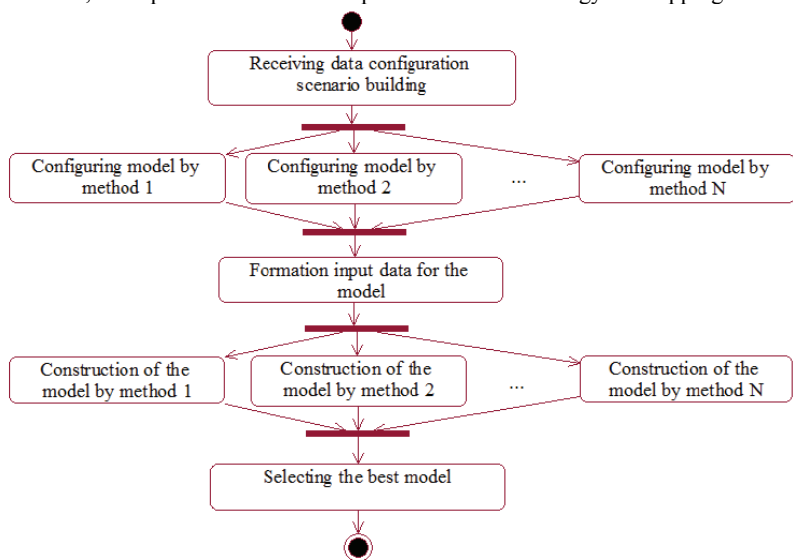 Receiving data configuration
scenario building
Configuring model by
method 1
Configuring model by
method 2
...
Configuring model by
method N
Formation input data for the
model
Construction of the
model by method 1
Construction of the
model by method 2
...
Construction of the
model by method N
Selecting the best model